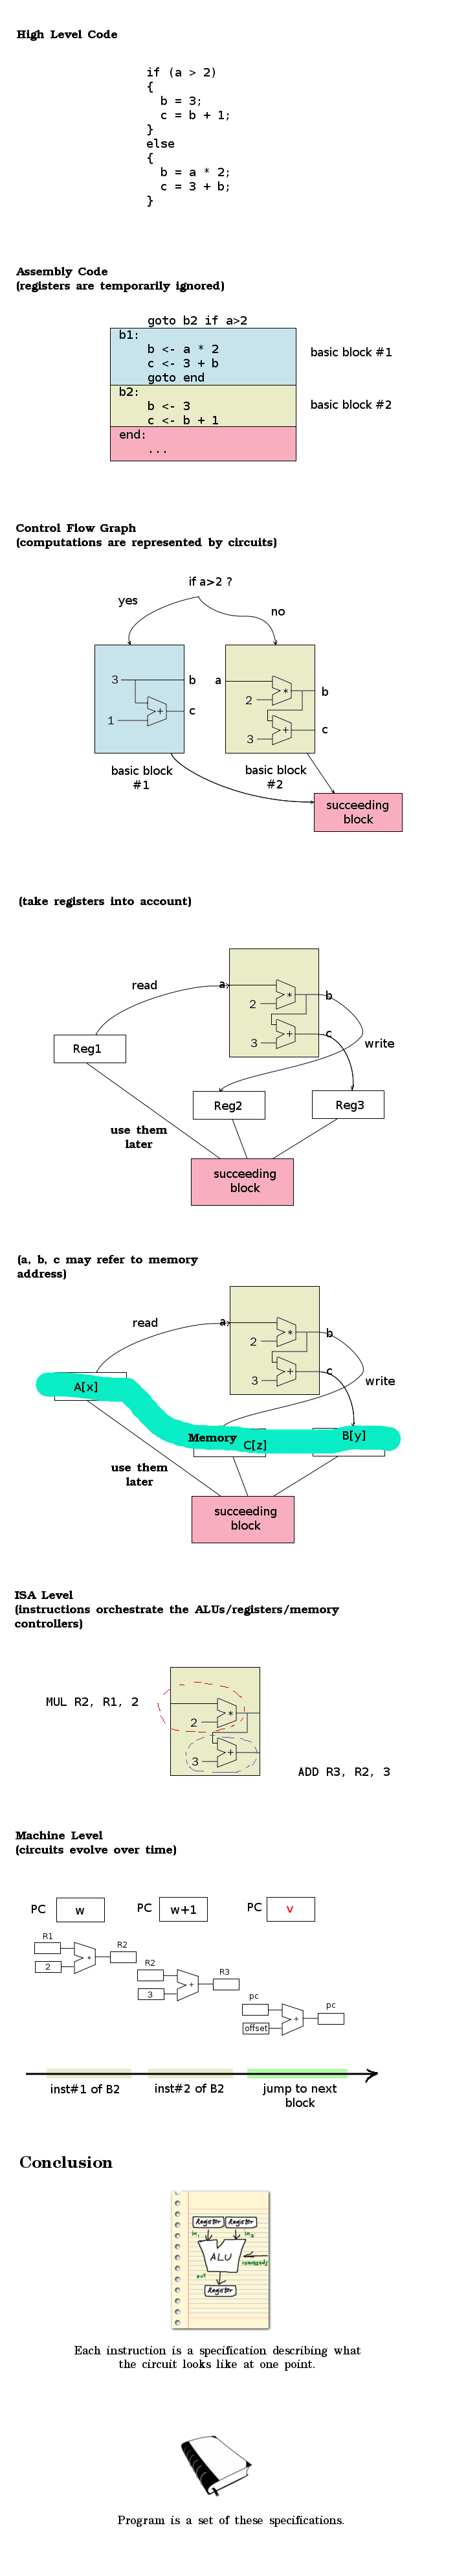 High Level Code
if (a > 2)
{
b = 3;
c = b + 1;
}
else
{
b = a * 2;
c = 3 + b;
}
Assembly Code
(registers are temporarily ignored)
goto b2 if a>2
b1:
b <- a * 2
c <- 3 + b
goto end
basic block #1
b2:
b <- 3
c <- b + 1
basic block #2
end:
...
Control Flow Graph
(computations are represented by circuits)
if a>2 ?
yes
no
3
b
+
c
1
a
*
2
b
+
c
3
basic block
#1
basic block
#2
succeeding
block
(take registers into account)
read
a
*
b
2
+
c
3
write
Reg1
Reg2
Reg3
use them
later
succeeding
block
(a, b, c may refer to memory
address)
read
a
*
b
2
+
c
3
write
A[x]
Memory
C[z]
B[y]
use them
later
succeeding
block
ISA Level
(instructions orchestrate the ALUs/registers/memory
controllers)
MUL R2, R1, 2
*
2
+
3
ADD R3, R2, 3
Machine Level
(circuits evolve over time)
PC
w
PC
w+1
PC
v
R1
R2
*
2
R2
R3
+
3
pc
pc
+
offset
inst#1 of B2
inst#2 of B2
jump to next
block
Conclusion
Register
Register
in1
in2
ALU
commands
out
Register
Each instruction is a specification describing what
the circuit looks like at one point.
Program is a set of these specifications.